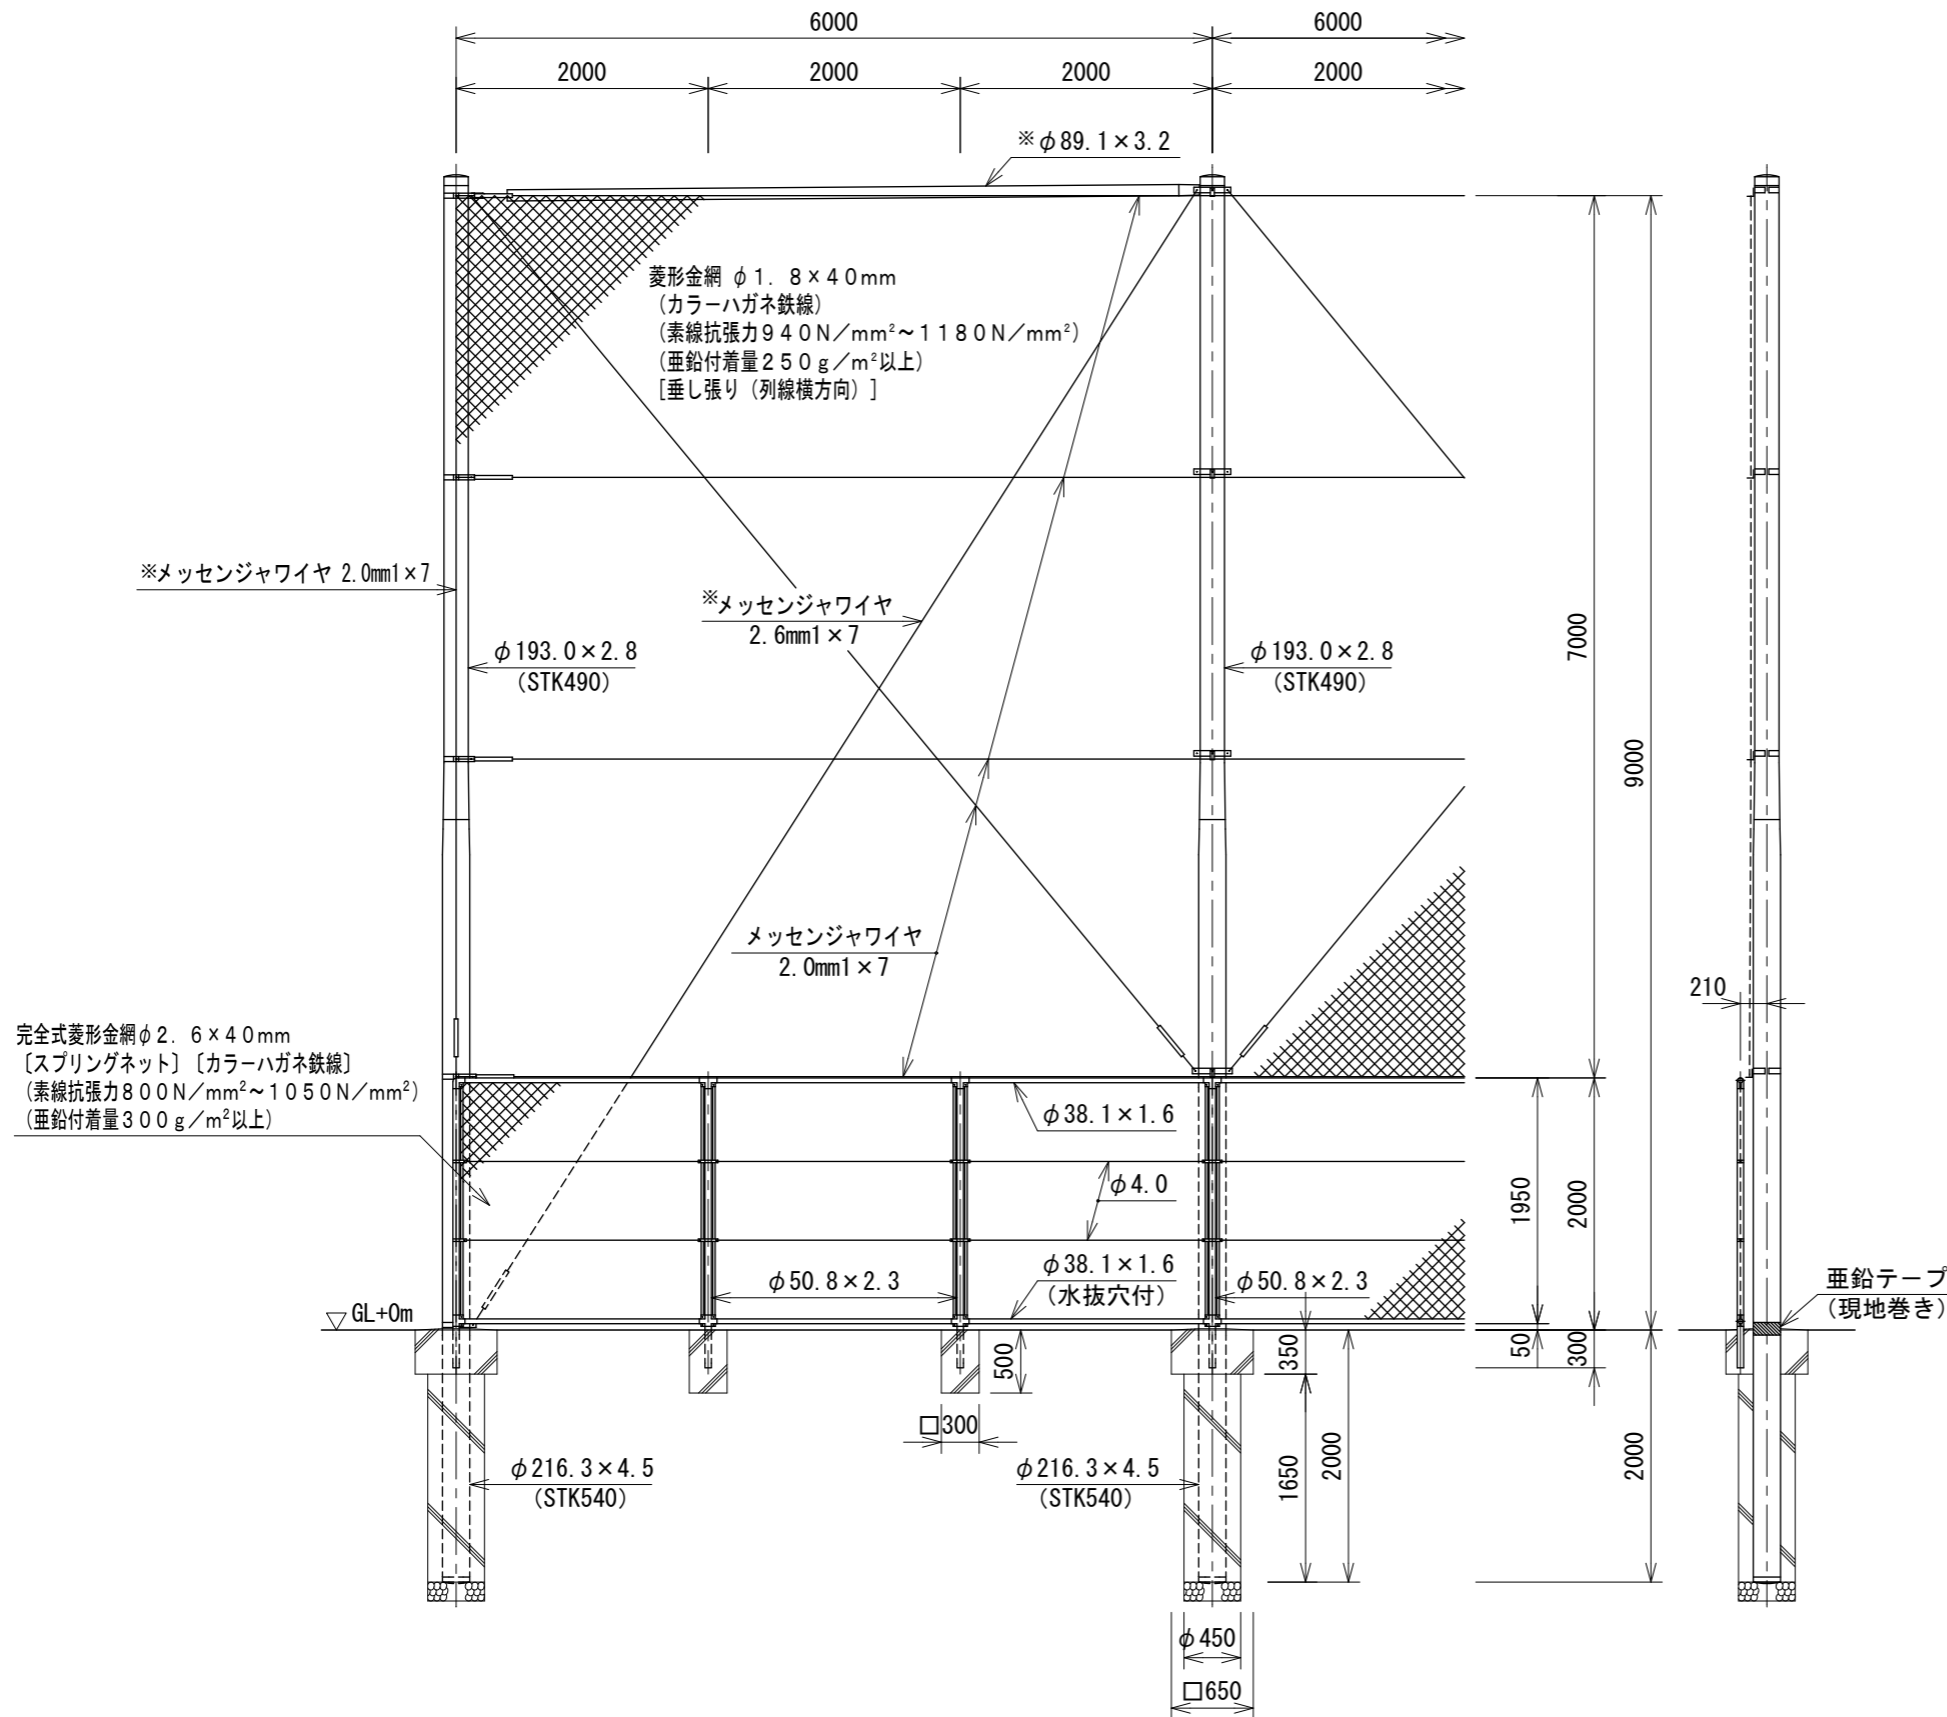 6000
6000
2000
2000
2000
2000
※φ89.1×3.2
菱形金網 φ1.8×40mm
(カラーハガネ鉄線)
(素線抗張力940N/mm²～1180N/mm²)
(亜鉛付着量250g/m²以上)
[垂し張り (列線横方向) ]
※メッセンジャワイヤ 2.0mm1×7
※メッセンジャワイヤ
2.6mm1×7
φ193.0×2.8
(STK490)
φ193.0×2.8
(STK490)
7000
9000
メッセンジャワイヤ
2.0mm1×7
210
完全式菱形金網φ2.6×40mm
〔スプリングネット〕〔カラーハガネ鉄線〕
(素線抗張力800N/mm²～1050N/mm²)
(亜鉛付着量300g/m²以上)
φ38.1×1.6
φ4.0
1950
2000
φ50.8×2.3
φ38.1×1.6
(水抜穴付)
φ50.8×2.3
亜鉛テープ
(現地巻き)
▽ GL+0m
500
350
50
300
□300
φ216.3×4.5
(STK540)
φ216.3×4.5
(STK540)
1650
2000
2000
φ450
□650